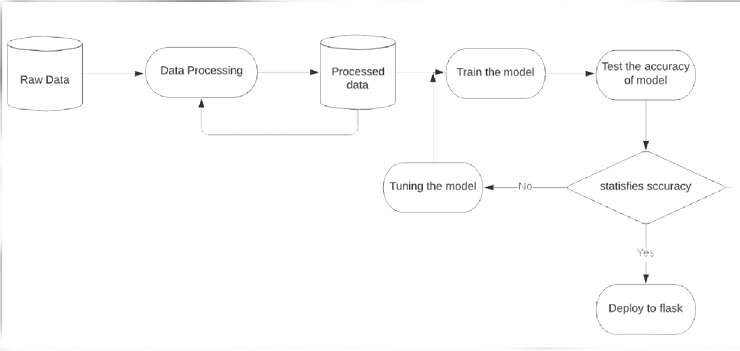 Raw Data
Data Processing
Processed
data
Train the model
Test the accuracy
of model
Tuning the model
No
statisfies sccuracy
Yes
Deploy to flask